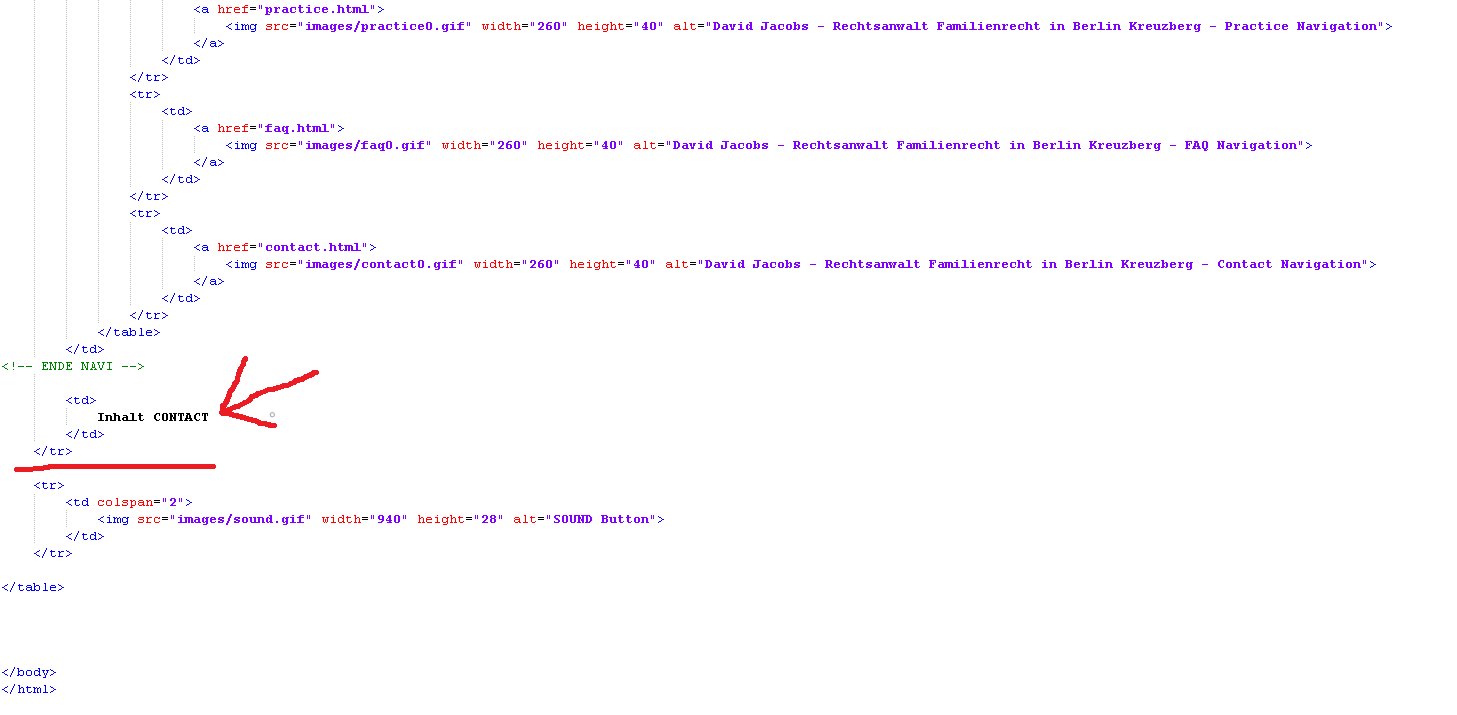 <a href="practice.html">
<img src="images/practice0.gif" width="260" height="40" alt="David Jacobs - Rechtsanwalt Familienrecht in Berlin Kreuzberg - Practice Navigation">
</a>
</td>
</tr>
<tr>
<td>
<a href="faq.html">
<img src="images/faq0.gif" width="260" height="40" alt="David Jacobs - Rechtsanwalt Familienrecht in Berlin Kreuzberg - FAQ Navigation">
</a>
</td>
</tr>
<tr>
<td>
<a href="contact.html">
<img src="images/contact0.gif" width="260" height="40" alt="David Jacobs - Rechtsanwalt Familienrecht in Berlin Kreuzberg - Contact Navigation">
</a>
</td>
</tr>
</table>
</td>
<!-- ENDE NAVI -->
<td>
Inhalt CONTACT
</td>
</tr>
<tr>
<td colspan="2">
<img src="images/sound.gif" width="940" height="28" alt="SOUND Button">
</td>
</tr>
</table>
</body>
</html>